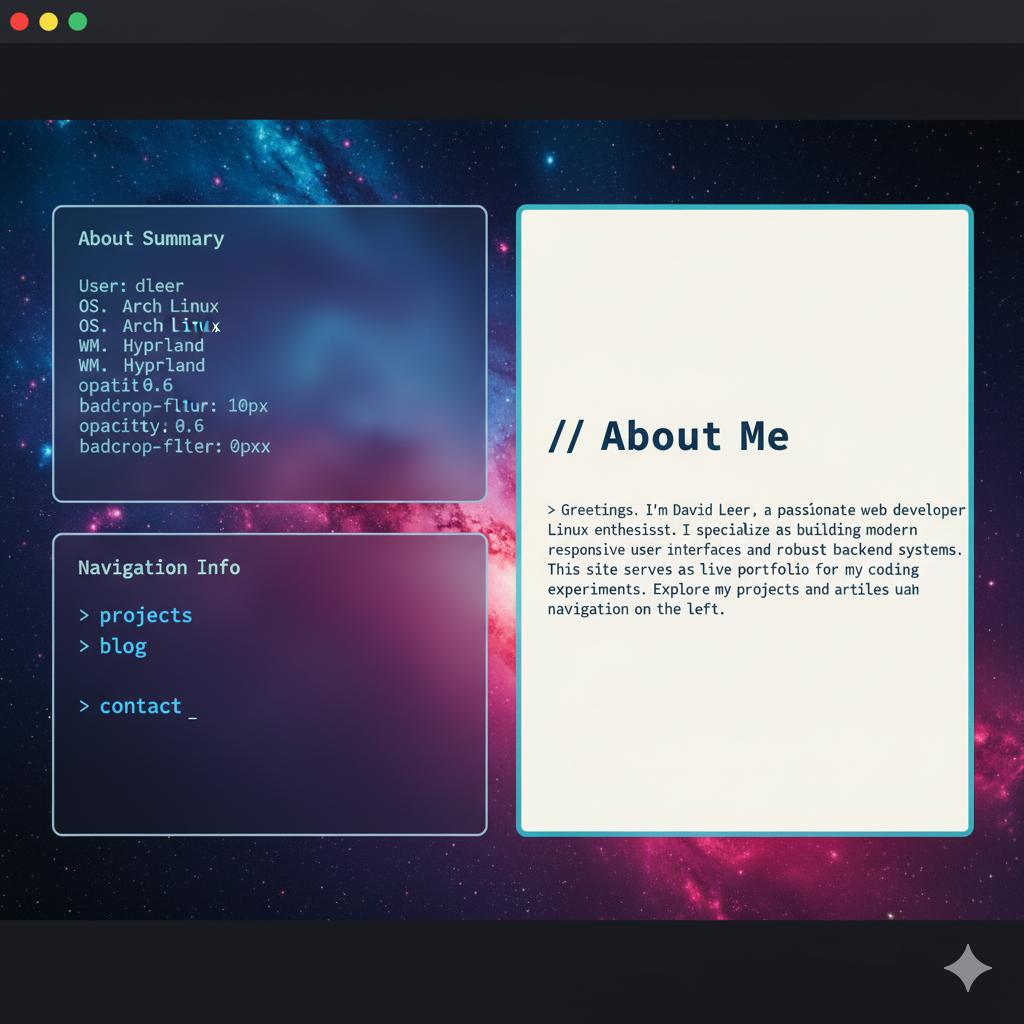 About Summary
User: dleer
OS. Arch Linux
OS. Arch
WM. Hyprland
WM. Hyprland
opatit0.6
badcrop-fltur: 10px
opacitty. 0.6
badcrop-flter: 0pxx
Navigation Info
> projects
> blog
> contact _
// About Me
> Greetings. I'm David Leer, a passionate web developer
Linux enthesisst. I specialize as building modern
responsive user interfaces and robust backend systems.
This site serves as live portfolio for my coding
experiments. Explore my projects and artiles uah
navigation on the left.